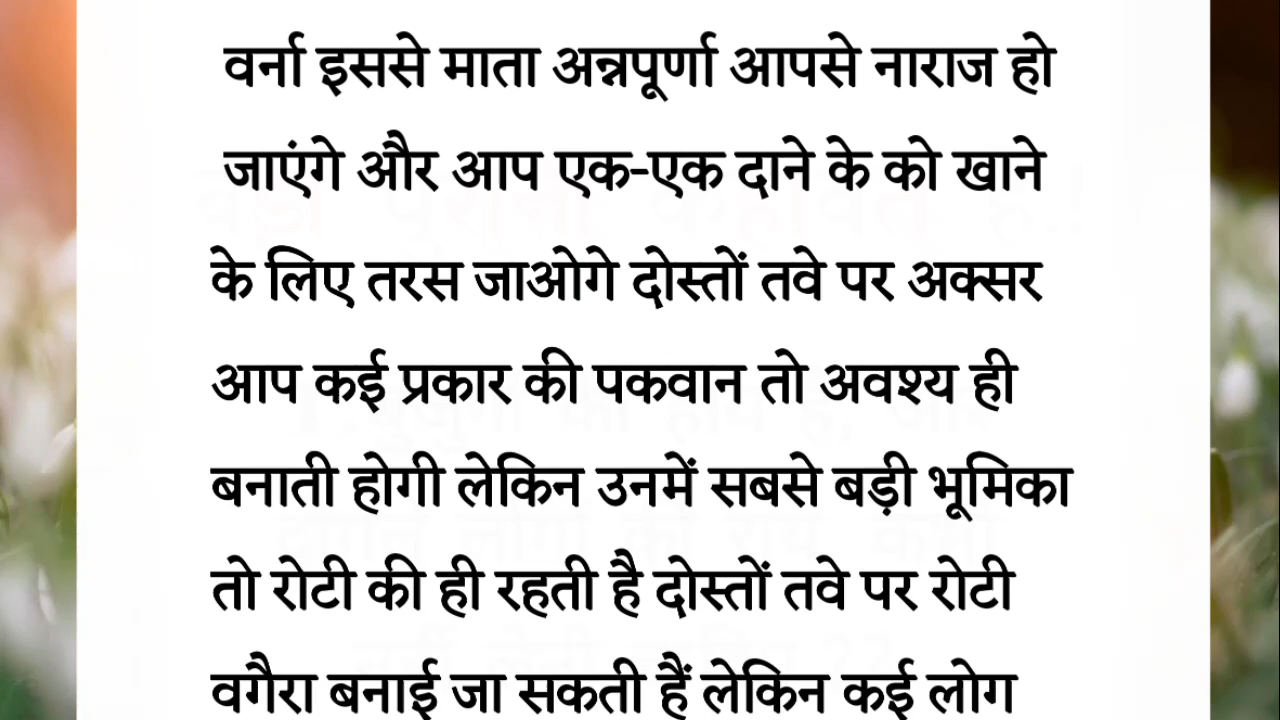 वर्ना इससे माता अन्नपूर्णा आपसे नाराज हो
जाएंगे और आप एक-एक दाने के को खाने
के लिए तरस जाओगे दोस्तों तवे पर अक्सर
आप कई प्रकार की पकवान तो अवश्य ही
बनाती होगी लेकिन उनमें सबसे बड़ी भूमिका
तो रोटी की ही रहती है दोस्तों तवे पर रोटी
वगैरा बनाई जा सकती हैं लेकिन कई लोग